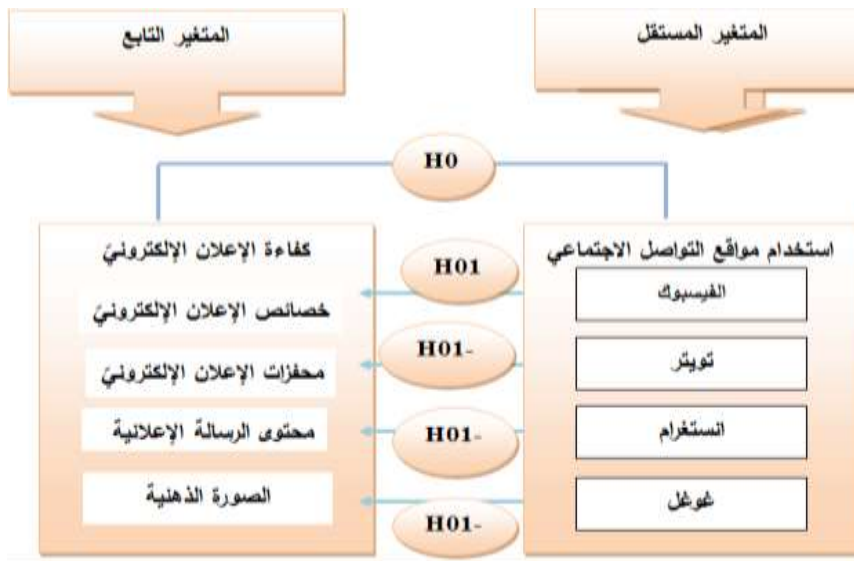 المتغير المستقل
المتغير التابع
H0
استخدام مواقع التواصل الاجتماعي
الفيسبوك
تويتر
انستغرام
غوغل
H01
H01-
H01-
H01-
كفاءة الإعلان الإلكترونيّ
خصائص الإعلان الإلكترونيّ
محفزات الإعلان الإلكترونيّ
محتوى الرسالة الإعلانية
الصورة الذهنية